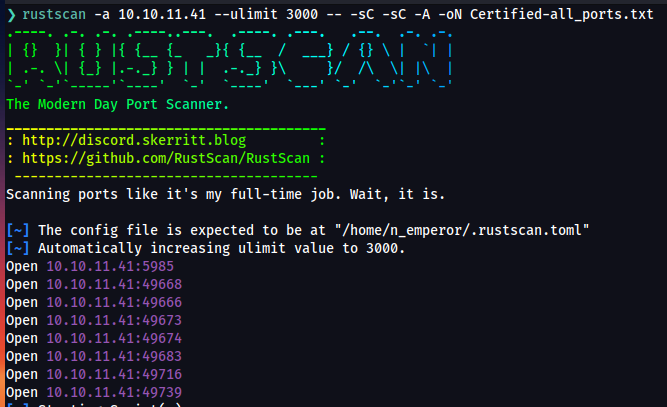 ❯ rustscan -a 10.10.11.41 --ulimit 3000 -- -sC -sC -A -oN Certified-all_ports.txt
.----. .-. .-. .----..---.  .----. .---.   .--.  .-. .-.
| {}  }| { } |{ {__ {_   _}{ {__  /  ___} / {} \ |  `| |
| .-. \| {_} |.-._} } | |  .-._} }\     }/  /\  \| |\  |
`-' `-'`-----'`----'  `-'  `----'  `---' `-'  `-'`-' `-'
The Modern Day Port Scanner.
________________________________________
: http://discord.skerritt.blog         :
: https://github.com/RustScan/RustScan :
 --------------------------------------
Scanning ports like it's my full-time job. Wait, it is.
[~] The config file is expected to be at "/home/n_emperor/.rustscan.toml"
[~] Automatically increasing ulimit value to 3000.
Open 10.10.11.41:5985
Open 10.10.11.41:49668
Open 10.10.11.41:49666
Open 10.10.11.41:49673
Open 10.10.11.41:49674
Open 10.10.11.41:49683
Open 10.10.11.41:49716
Open 10.10.11.41:49739